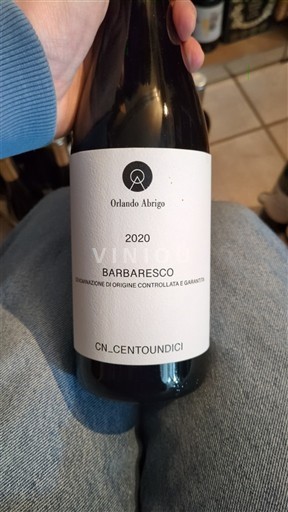 Orlando Abrigo
2020
BARBARESCO
DENOMINAZIONE DI ORIGINE CONTROLLATA E GARANTITA
CN_CENTOUNDICI